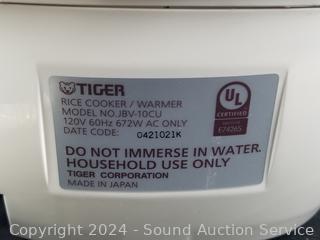 TIGER
RICE COOKER / WARMER
MODEL NO.JBV-10CU
120V 60Hz 672W AC ONLY
DATE CODE: 0421021K
UL
CERTIFIED
E74265
DO NOT IMMERSE IN WATER.
HOUSEHOLD USE ONLY
TIGER CORPORATION
MADE IN JAPAN
Copyright © 2024 - Sound Auction Service